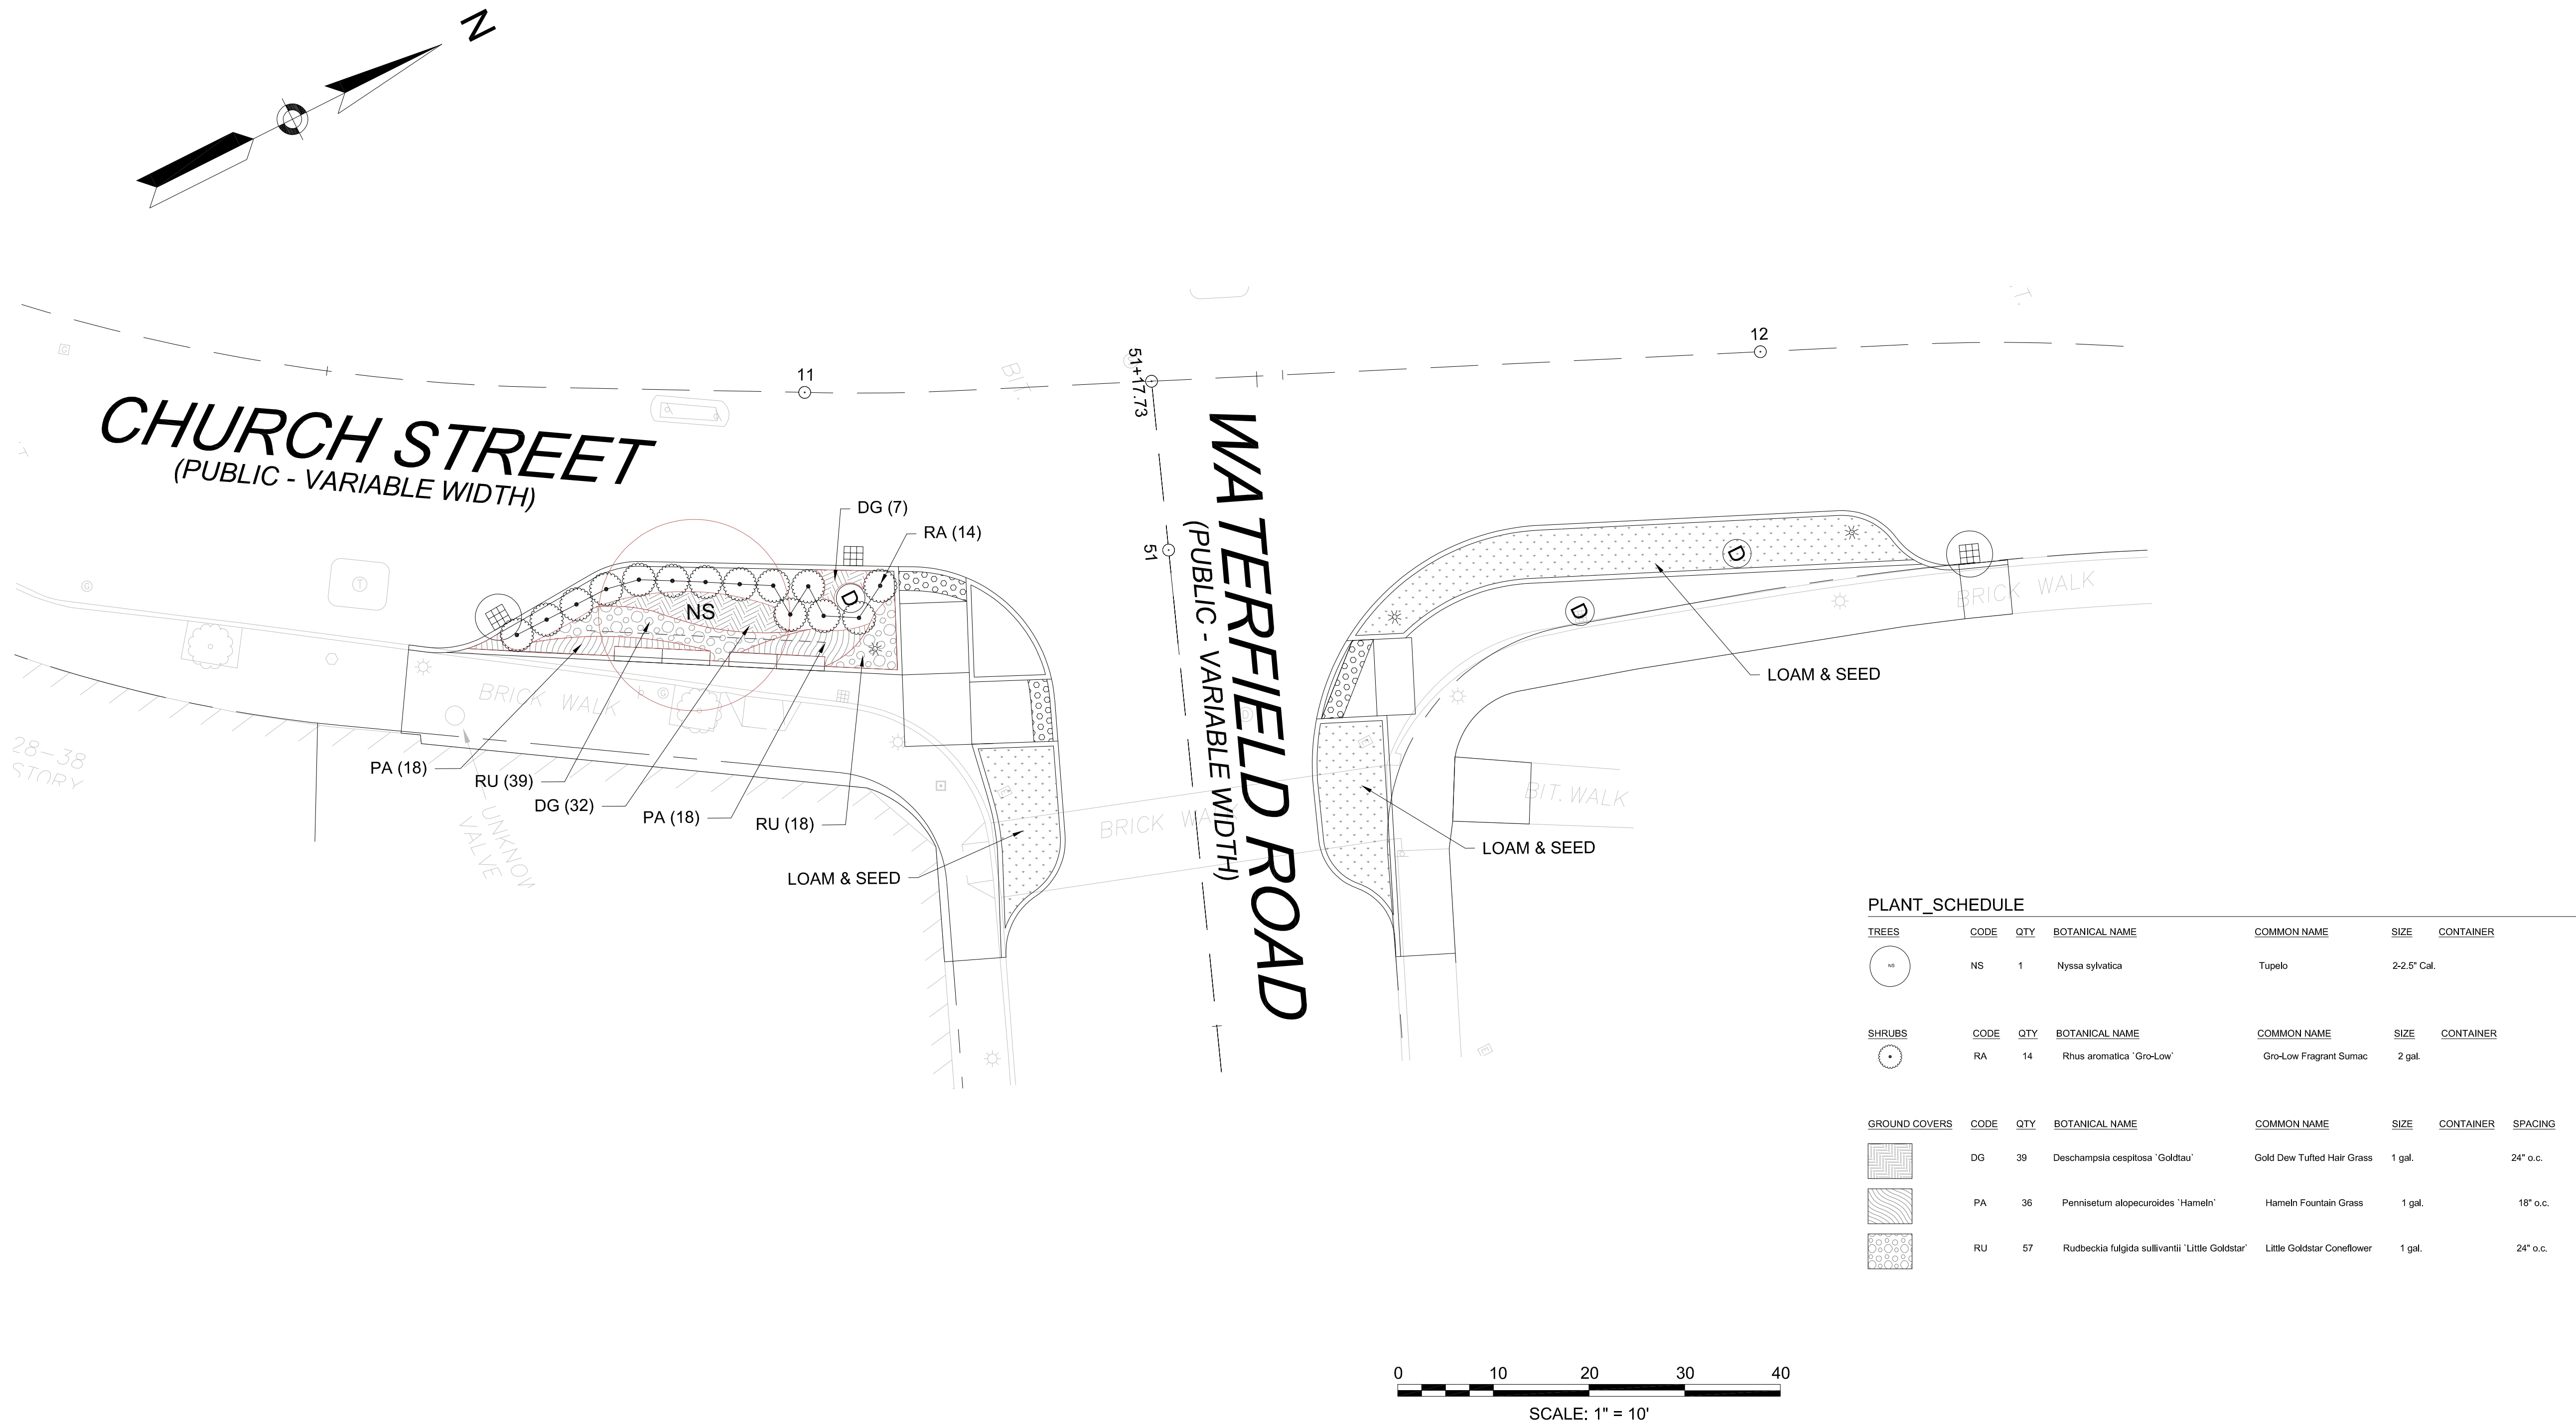 N
12
11
51+17.73
BIT.
CHURCH STREET
(PUBLIC - VARIABLE WIDTH)
WATERFIELD ROAD
(PUBLIC - VARIABLE WIDTH)
DG (7)
RA (14)
51
D
D
D
NS
G
G
T
G
BRICK WALK
BRICK WALK
LOAM & SEED
28-38
STORY
PA (18)
RU (39)
DG (32)
PA (18)
RU (18)
UNKNOW
VALVE
BRICK WALK
BIT. WALK
LOAM & SEED
LOAM & SEED
E
E
E
PLANT_SCHEDULE
TREES CODE QTY BOTANICAL NAME COMMON NAME SIZE CONTAINER
NS NS 1 Nyssa sylvatica Tupelo 2-2.5" Cal.
SHRUBS CODE QTY BOTANICAL NAME COMMON NAME SIZE CONTAINER
RA 14 Rhus aromatica `Gro-Low` Gro-Low Fragrant Sumac 2 gal.
GROUND COVERS CODE QTY BOTANICAL NAME COMMON NAME SIZE CONTAINER SPACING
DG 39 Deschampsia cespitosa `Goldtau` Gold Dew Tufted Hair Grass 1 gal. 24" o.c.
PA 36 Pennisetum alopecuroides `Hameln` Hameln Fountain Grass 1 gal. 18" o.c.
RU 57 Rudbeckia fulgida sullivantii `Little Goldstar` Little Goldstar Coneflower 1 gal. 24" o.c.
0 10 20 30 40
SCALE: 1" = 10'